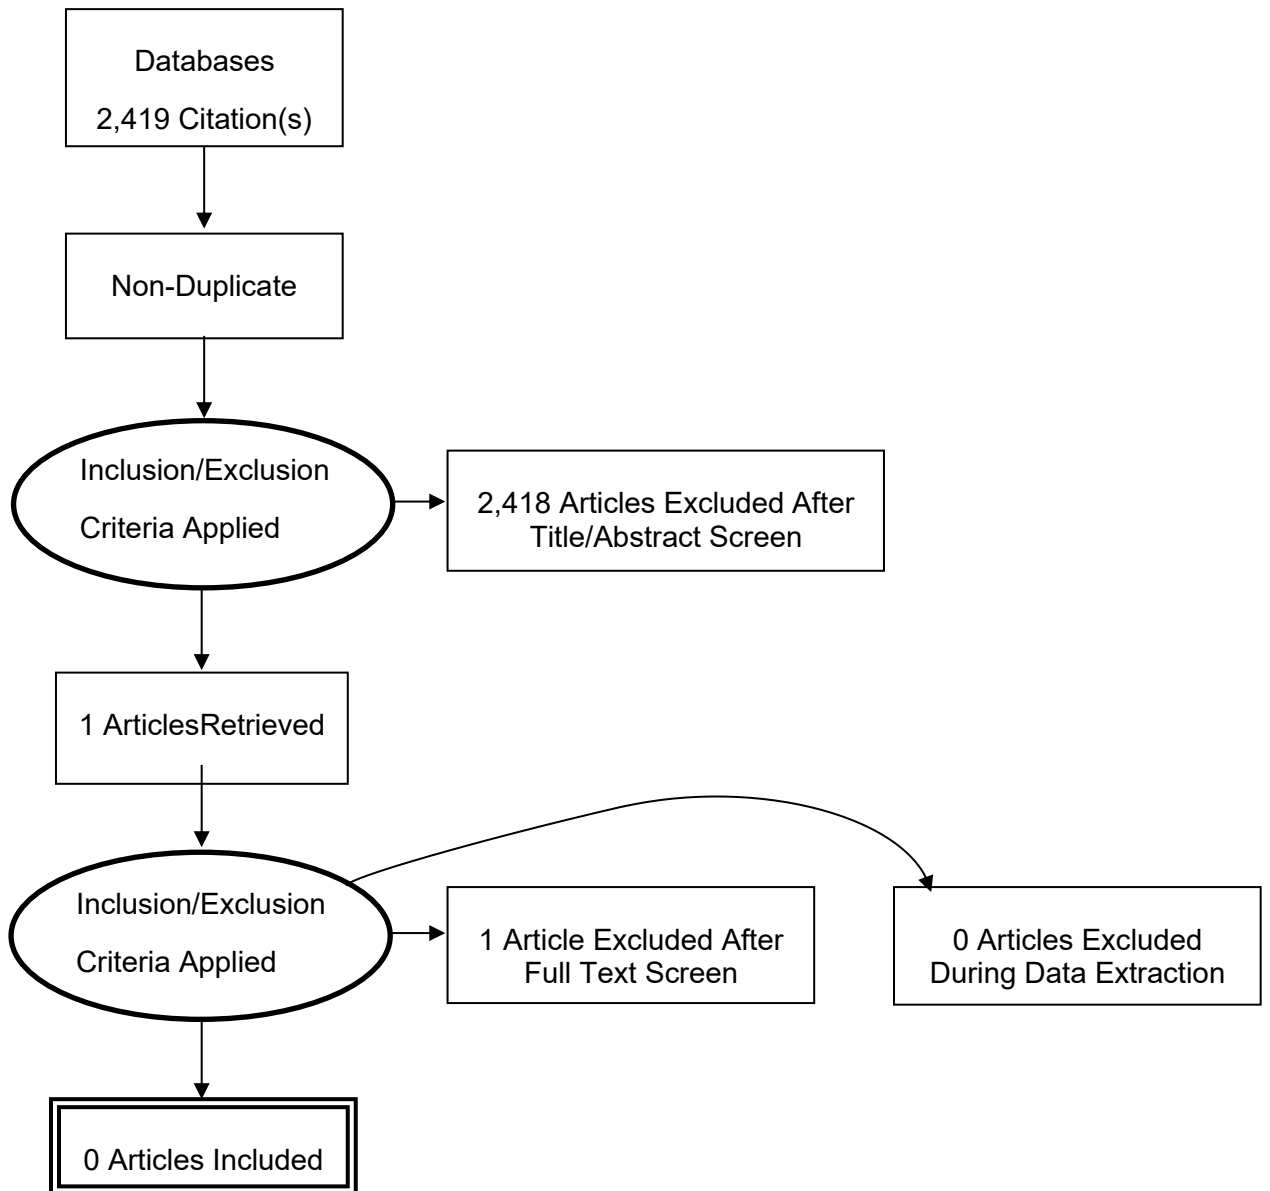 Databases
2,419 Citation(s)
Non-Duplicate
Inclusion/Exclusion
Criteria Applied
2,418 Articles Excluded After
Title/Abstract Screen
1 ArticlesRetrieved
Inclusion/Exclusion
Criteria Applied
1 Article Excluded After
Full Text Screen
0 Articles Excluded
During Data Extraction
0 Articles Included